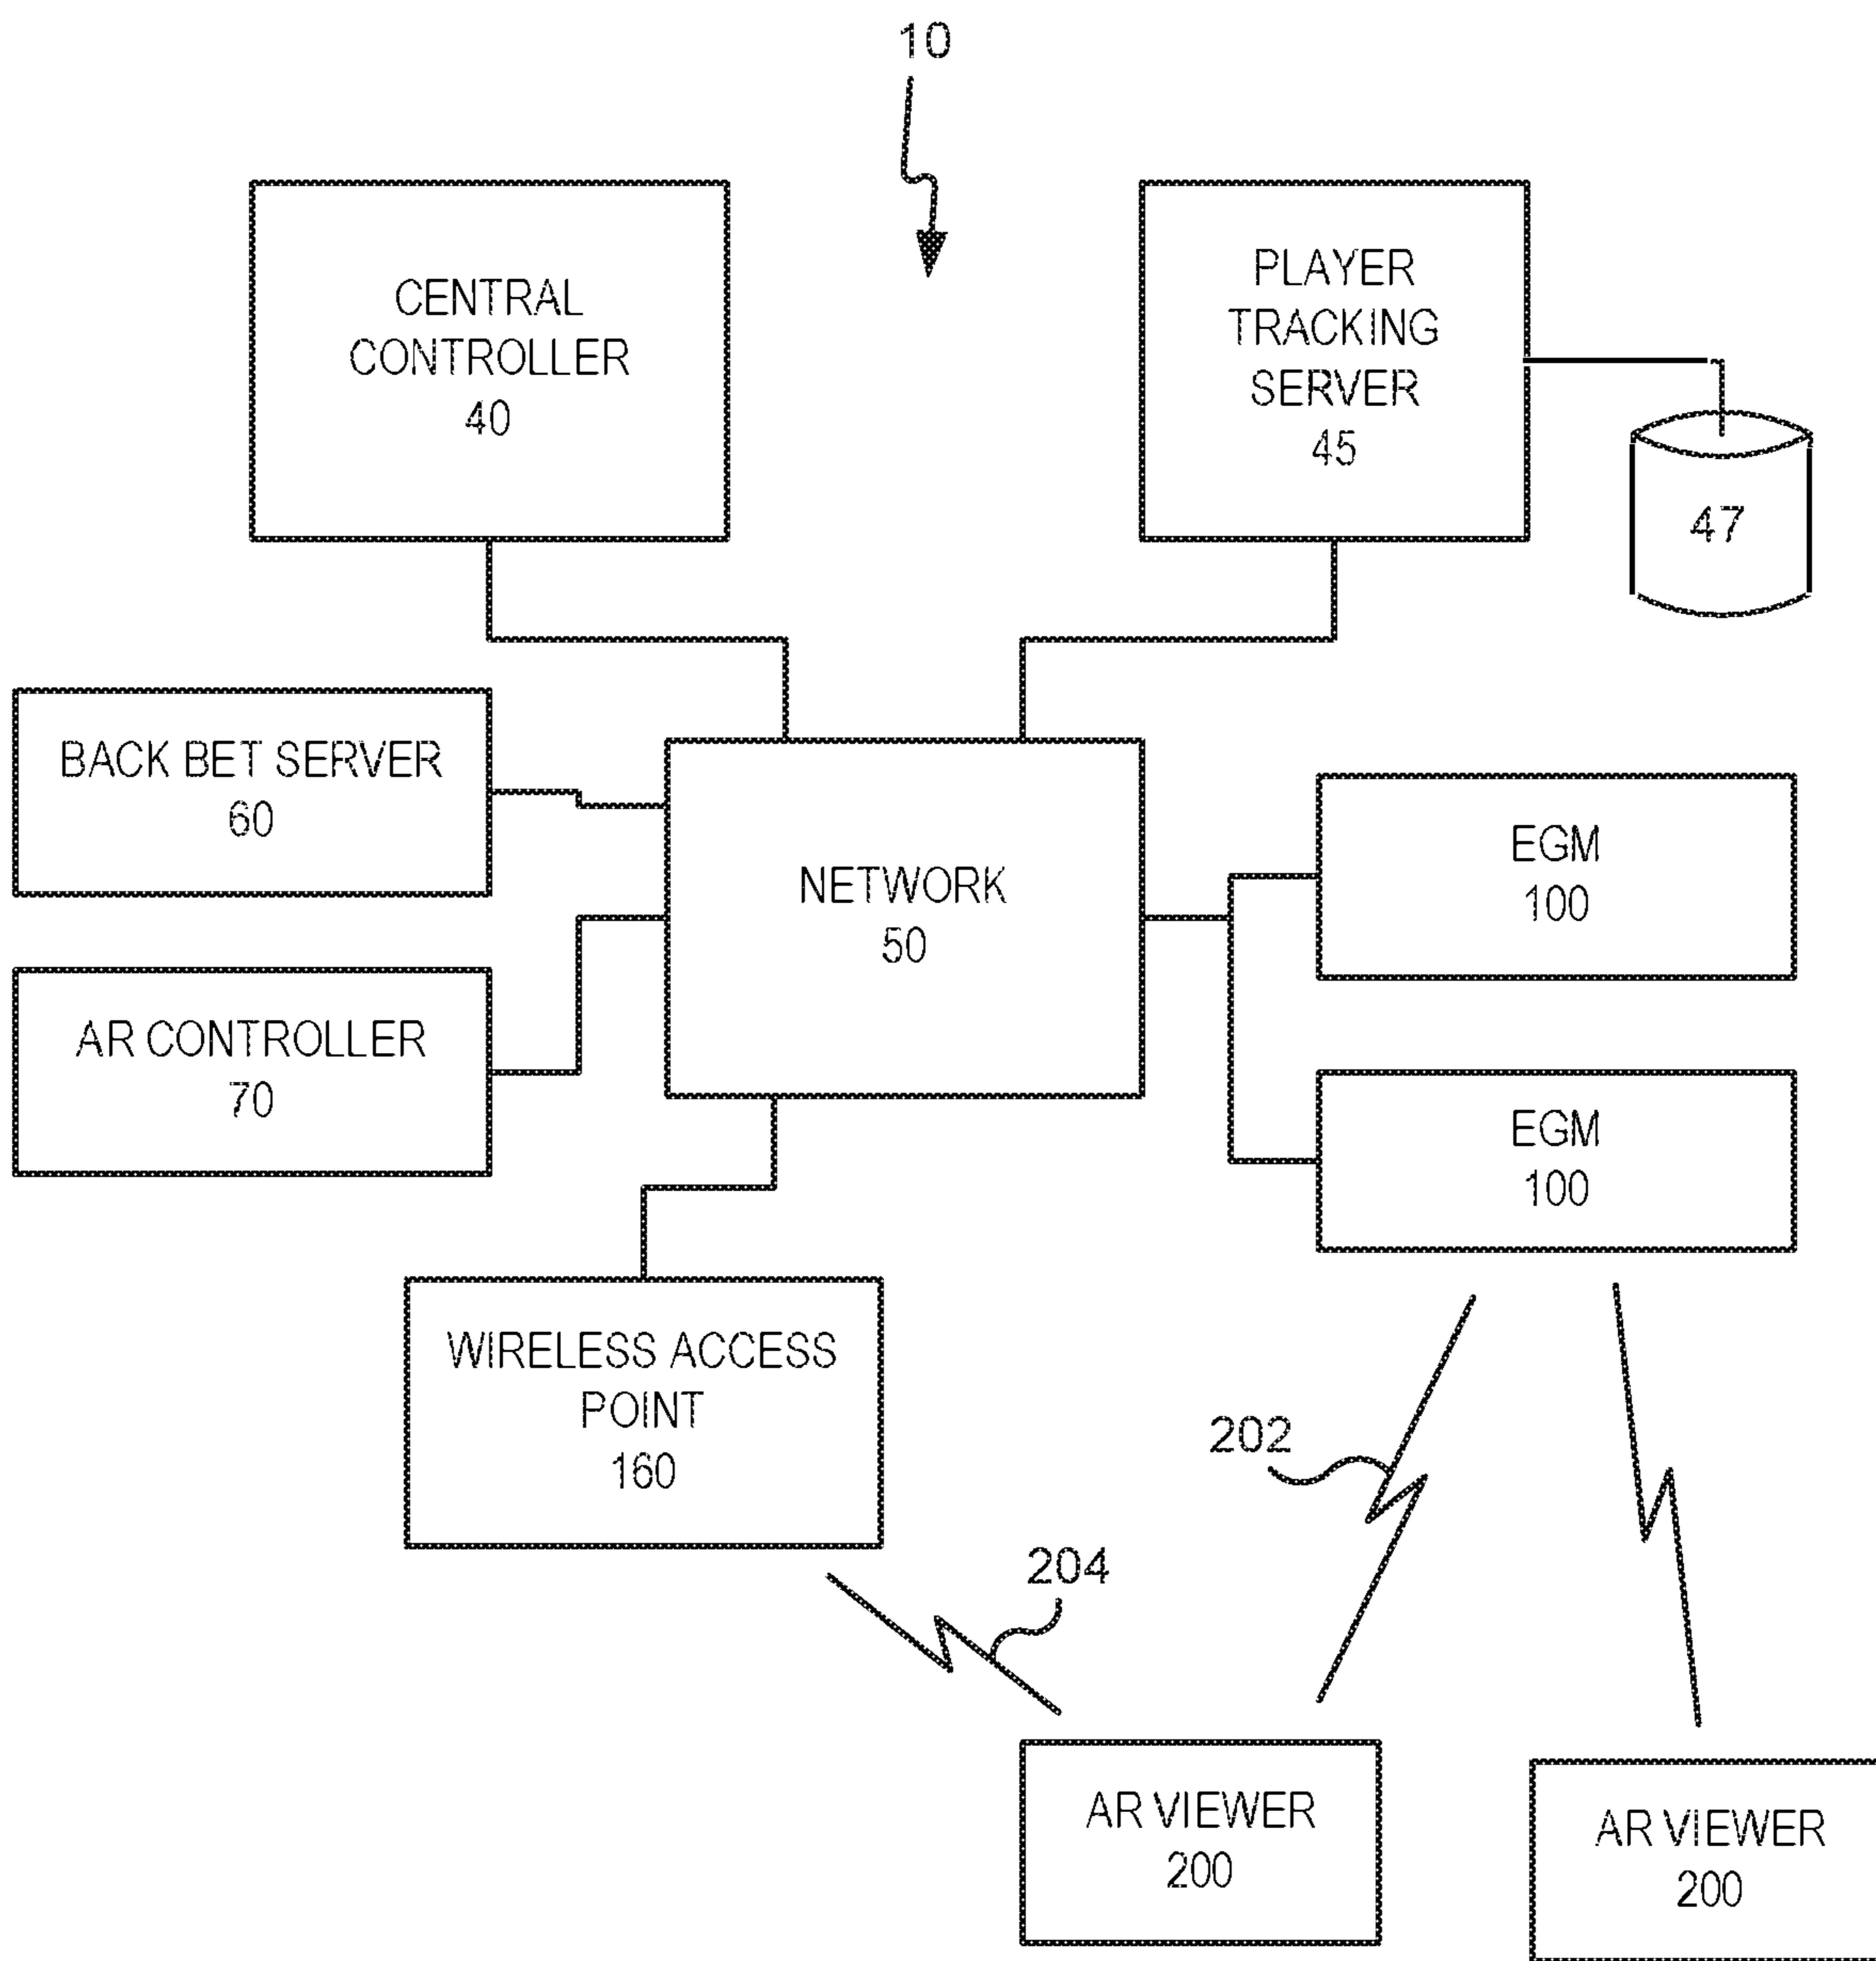 10
CENTRAL
CONTROLLER
40
PLAYER
TRACKING
SERVER
45
47
BACK BET SERVER
60
NETWORK
50
EGM
100
AR CONTROLLER
70
EGM
100
WIRELESS ACCESS
POINT
160
202
204
AR VIEWER
200
AR VIEWER
200